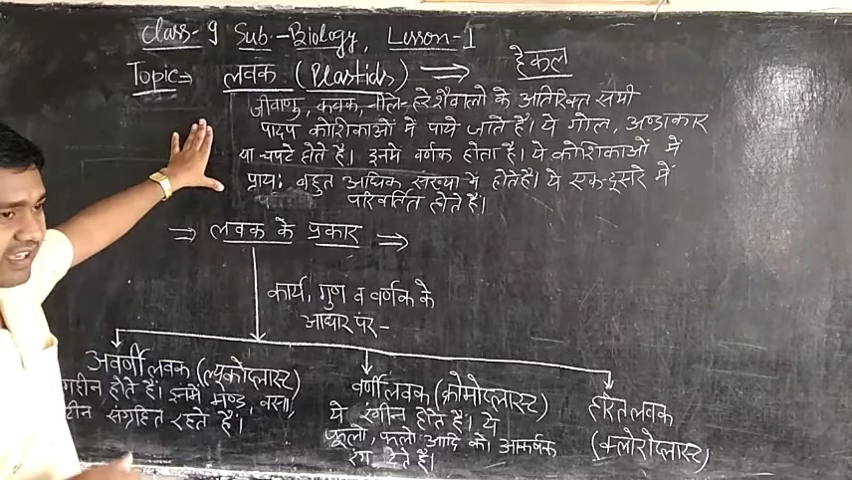 Class- 9 Sub.-Biology, Lesson-1
Topic→ लवक (Plastids) ⇒ हैकल
जीवाणु, कवक, नीले-हरे शैवालो के अतिरिक्त सभी
पादप कोशिकाओं में पाये जाते है। ये गोल, अण्डाकार
या चपटे होते है। इनमें वर्णक होता है। ये कोशिकाओं में
प्रायः बहुत अधिक संख्या में होते है। ये एक-दूसरे में
परिवर्तित होते है।
⇒ लवक के प्रकार ⇒
कार्य, गुण व वर्णक के
आधार पर-
अवर्णी लवक (ल्यूकोप्लास्ट)
होते है। इनमें मण्ड, वसा,
संग्रहित रहते है।
वर्णी लवक (क्रोमोप्लास्ट)
ये रंगीन होते है। ये
फूलो, फलो आदि को आकर्षक
रंग देते है।
हरित लवक
(क्लोरोप्लास्ट)